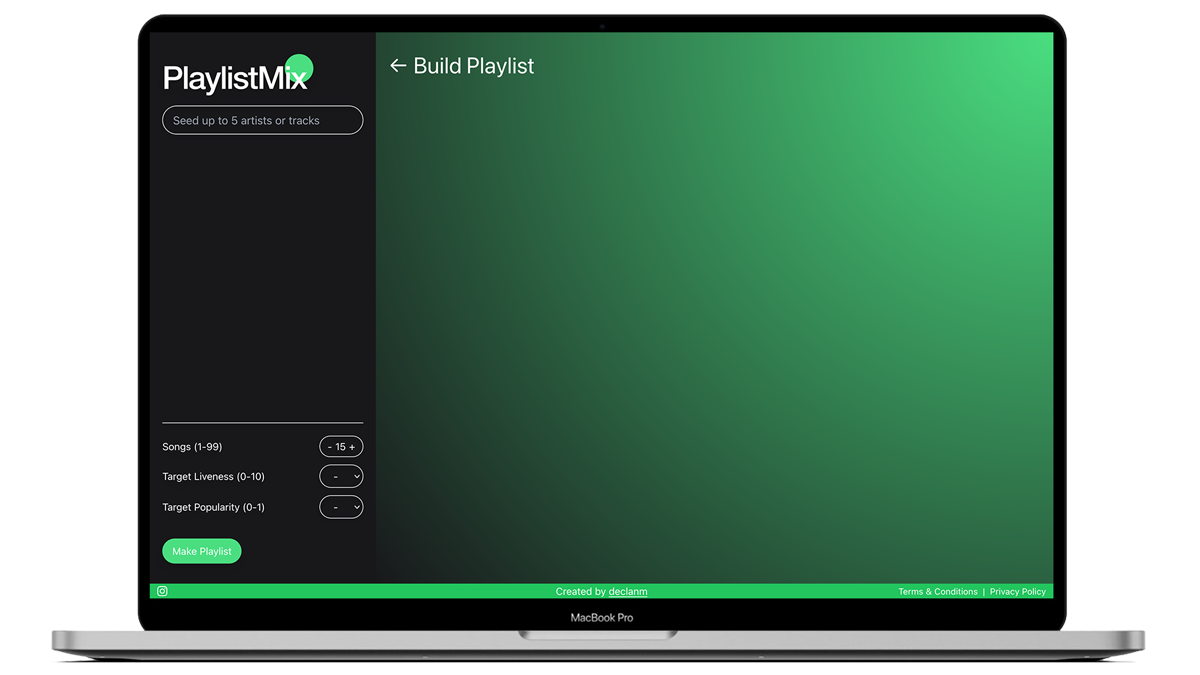 PlaylistMix
Seed up to 5 artists or tracks
← Build Playlist
Songs (1-99)
- 15 +
Target Liveness (0-10)
-
Target Popularity (0-1)
-
Make Playlist
Created by declanm
Terms & Conditions | Privacy Policy
MacBook Pro